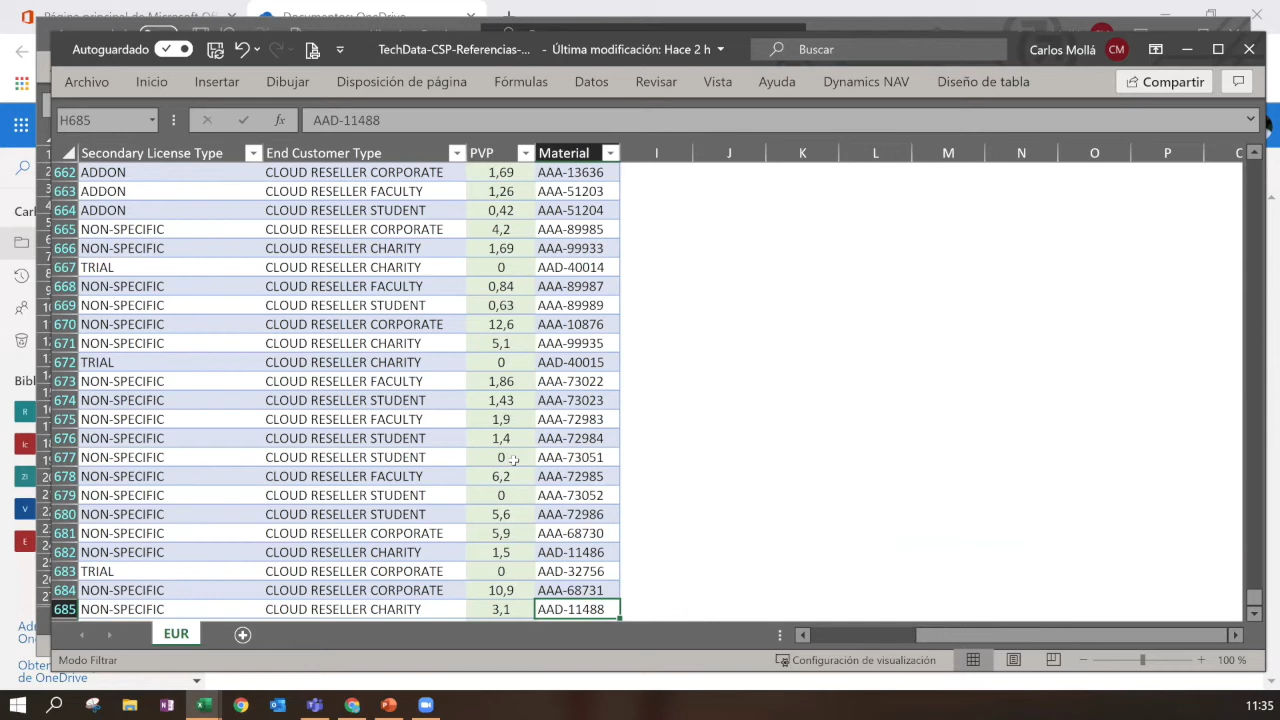 Página principal de Microsoft Of
Documentos: OneDrive
Autoguardado
TechData-CSP-Referencias-... - Última modificación: Hace 2 h
Buscar
Carlos Mollá CM
Archivo Inicio Insertar Dibujar Disposición de página Fórmulas Datos Revisar Vista Ayuda Dynamics NAV Diseño de tabla Compartir
H685 fx AAD-11488
Secondary License Type End Customer Type PVP Material I J K L M N O P
662 ADDON CLOUD RESELLER CORPORATE 1,69 AAA-13636
663 ADDON CLOUD RESELLER FACULTY 1,26 AAA-51203
664 ADDON CLOUD RESELLER STUDENT 0,42 AAA-51204
665 NON-SPECIFIC CLOUD RESELLER CORPORATE 4,2 AAA-89985
666 NON-SPECIFIC CLOUD RESELLER CHARITY 1,69 AAA-99933
667 TRIAL CLOUD RESELLER CHARITY 0 AAD-40014
668 NON-SPECIFIC CLOUD RESELLER FACULTY 0,84 AAA-89987
669 NON-SPECIFIC CLOUD RESELLER STUDENT 0,63 AAA-89989
670 NON-SPECIFIC CLOUD RESELLER CORPORATE 12,6 AAA-10876
671 NON-SPECIFIC CLOUD RESELLER CHARITY 5,1 AAA-99935
672 TRIAL CLOUD RESELLER CHARITY 0 AAD-40015
673 NON-SPECIFIC CLOUD RESELLER FACULTY 1,86 AAA-73022
674 NON-SPECIFIC CLOUD RESELLER STUDENT 1,43 AAA-73023
675 NON-SPECIFIC CLOUD RESELLER FACULTY 1,9 AAA-72983
676 NON-SPECIFIC CLOUD RESELLER STUDENT 1,4 AAA-72984
677 NON-SPECIFIC CLOUD RESELLER STUDENT 0 AAA-73051
678 NON-SPECIFIC CLOUD RESELLER FACULTY 6,2 AAA-72985
679 NON-SPECIFIC CLOUD RESELLER STUDENT 0 AAA-73052
680 NON-SPECIFIC CLOUD RESELLER STUDENT 5,6 AAA-72986
681 NON-SPECIFIC CLOUD RESELLER CORPORATE 5,9 AAA-68730
682 NON-SPECIFIC CLOUD RESELLER CHARITY 1,5 AAD-11486
683 TRIAL CLOUD RESELLER CHARITY 0 AAD-32756
684 NON-SPECIFIC CLOUD RESELLER CORPORATE 10,9 AAA-68731
685 NON-SPECIFIC CLOUD RESELLER CHARITY 3,1 AAD-11488
EUR
Modo Filtrar
Configuración de visualización
100 %
Obtener
de OneDrive
11:35